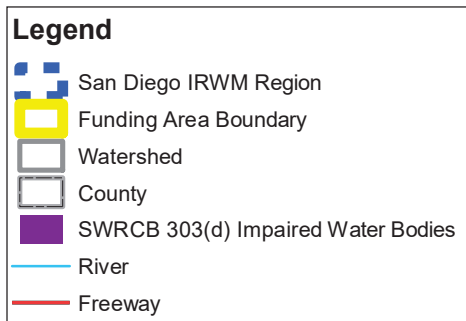 Legend
San Diego IRWM Region
Funding Area Boundary
Watershed
County
SWRCB 303(d) Impaired Water Bodies
River
Freeway